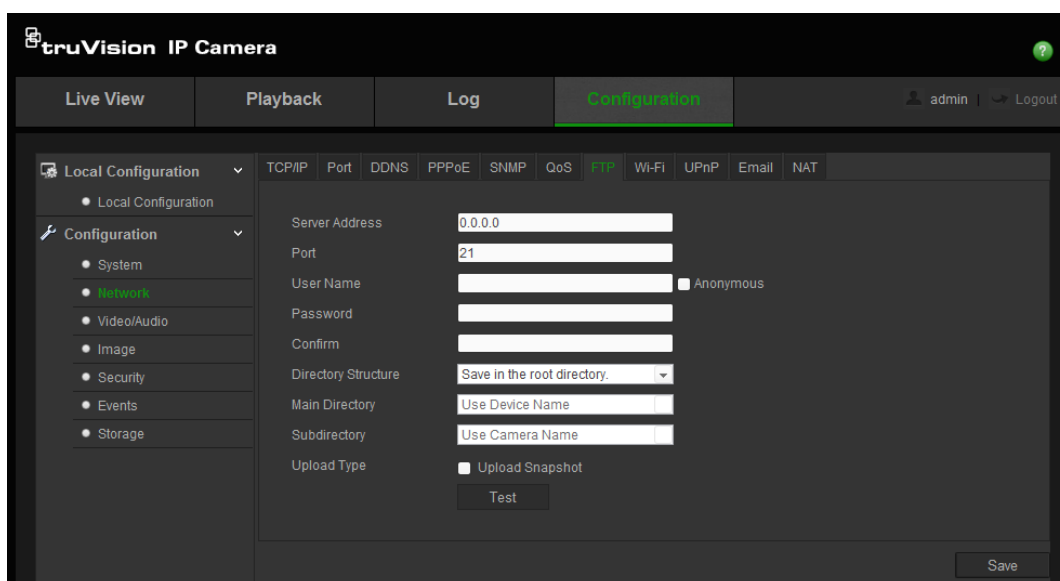 truVision IP Camera
?
Live View Playback Log Configuration admin | Logout
Local Configuration
Local Configuration
Configuration
System
Network
Video/Audio
Image
Security
Events
Storage
TCP/IP Port DDNS PPPoE SNMP QoS FTP Wi-Fi UPnP Email NAT
Server Address 0.0.0.0
Port 21
User Name Anonymous
Password
Confirm
Directory Structure Save in the root directory.
Main Directory Use Device Name
Subdirectory Use Camera Name
Upload Type Upload Snapshot
Test
Save